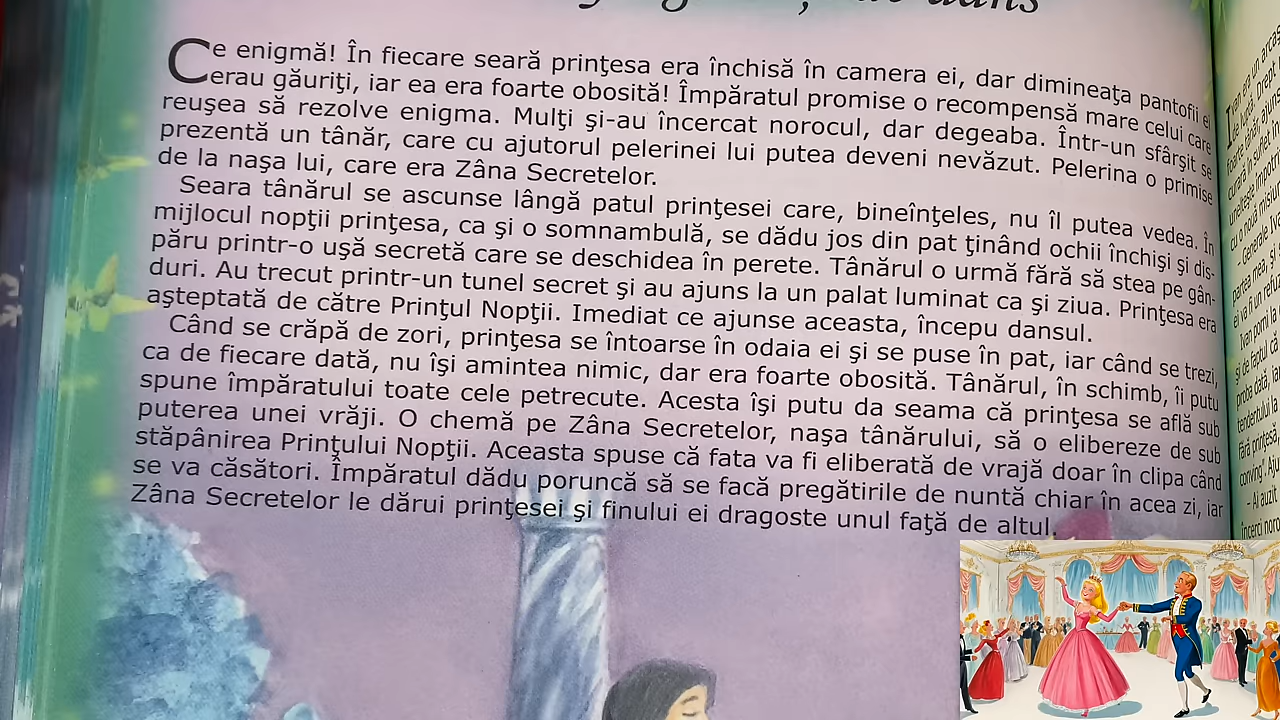 dans
Ce enigmă! În fiecare seară prinţesa era închisă în camera ei, dar dimineaţa pantofii ei
erau găuriţi, iar ea era foarte obosită! Împăratul promise o recompensă mare celui care
reuşea să rezolve enigma. Mulţi şi-au încercat norocul, dar degeaba. Într-un sfârşit se
prezentă un tânăr, care cu ajutorul pelerinei lui putea deveni nevăzut. Pelerina o primise
de la naşa lui, care era Zâna Secretelor.
Seara tânărul se ascunse lângă patul prinţesei care, bineînţeles, nu îl putea vedea. În
mijlocul nopţii prinţesa, ca şi o somnambulă, se dădu jos din pat ţinând ochii închişi şi dis-
păru printr-o uşă secretă care se deschidea în perete. Tânărul o urmă fără să stea pe gân-
duri. Au trecut printr-un tunel secret şi au ajuns la un palat luminat ca şi ziua. Prinţesa era
aşteptată de către Prinţul Nopţii. Imediat ce ajunse aceasta, începu dansul.
Când se crăpă de zori, prinţesa se întoarse în odaia ei şi se puse în pat, iar când se trezi,
ca de fiecare dată, nu îşi amintea nimic, dar era foarte obosită. Tânărul, în schimb, îi putu
spune împăratului toate cele petrecute. Acesta îşi putu da seama că prinţesa se află sub
puterea unei vrăji. O chemă pe Zâna Secretelor, naşa tânărului, să o elibereze de sub
stăpânirea Prinţului Nopţii. Aceasta spuse că fata va fi eliberată de vrajă doar în clipa când
se va căsători. Împăratul dădu poruncă să se facă pregătirile de nuntă chiar în acea zi, iar
Zâna Secretelor le dărui prinţesei şi finului ei dragoste unul faţă de altul.